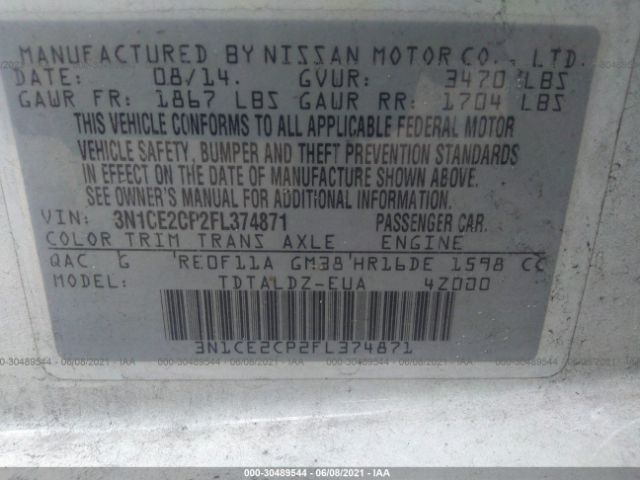 MANUFACTURED BY NISSAN MOTOR CO., LTD.
DATE: 08/14. GVWR: 3470 LBS
GAWR FR: 1867 LBS GAWR RR: 1704 LBS
THIS VEHICLE CONFORMS TO ALL APPLICABLE FEDERAL MOTOR
VEHICLE SAFETY, BUMPER AND THEFT PREVENTION STANDARDS
IN EFFECT ON THE DATE OF MANUFACTURE SHOWN ABOVE.
SEE OWNER'S MANUAL FOR ADDITIONAL INFORMATION.
VIN: 3N1CE2CP2FL374871 PASSENGER CAR.
COLOR TRIM TRANS AXLE ENGINE
QAC G RE0F11A GM38 HR16DE 1598 CC
MODEL: TDTALDZ-EUA 4Z000
3N1CE2CP2FL374871
000-30489544 - 06/08/2021 - IAA